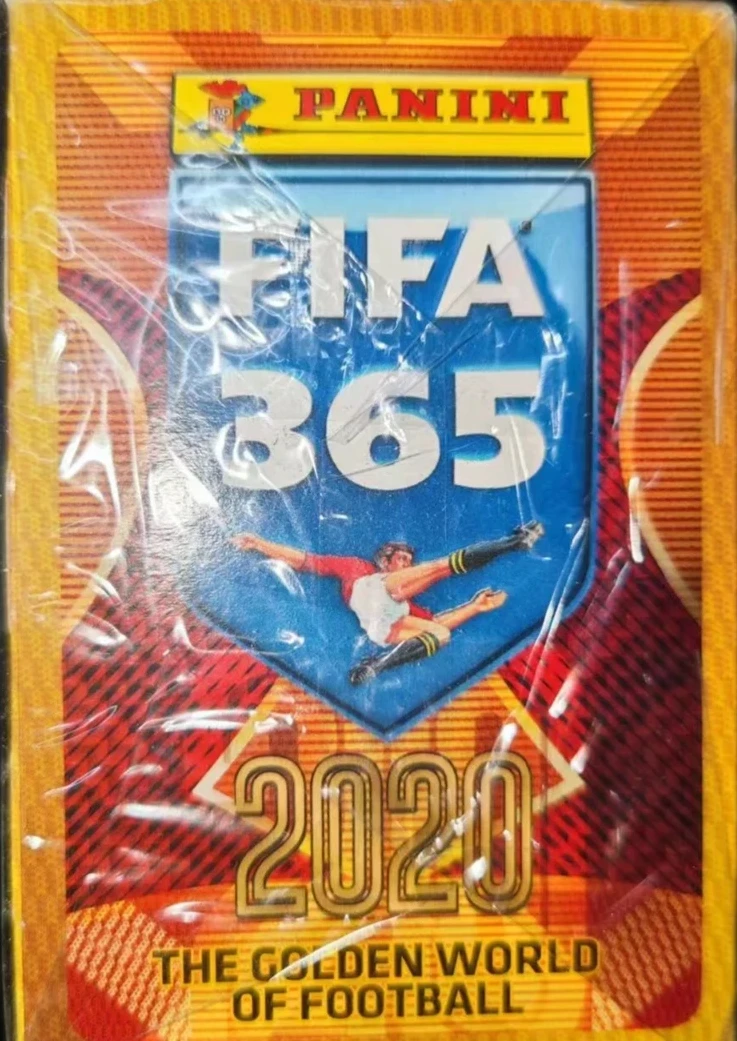 PANINI
FIFA
365
2020
THE GOLDEN WORLD
OF FOOTBALL